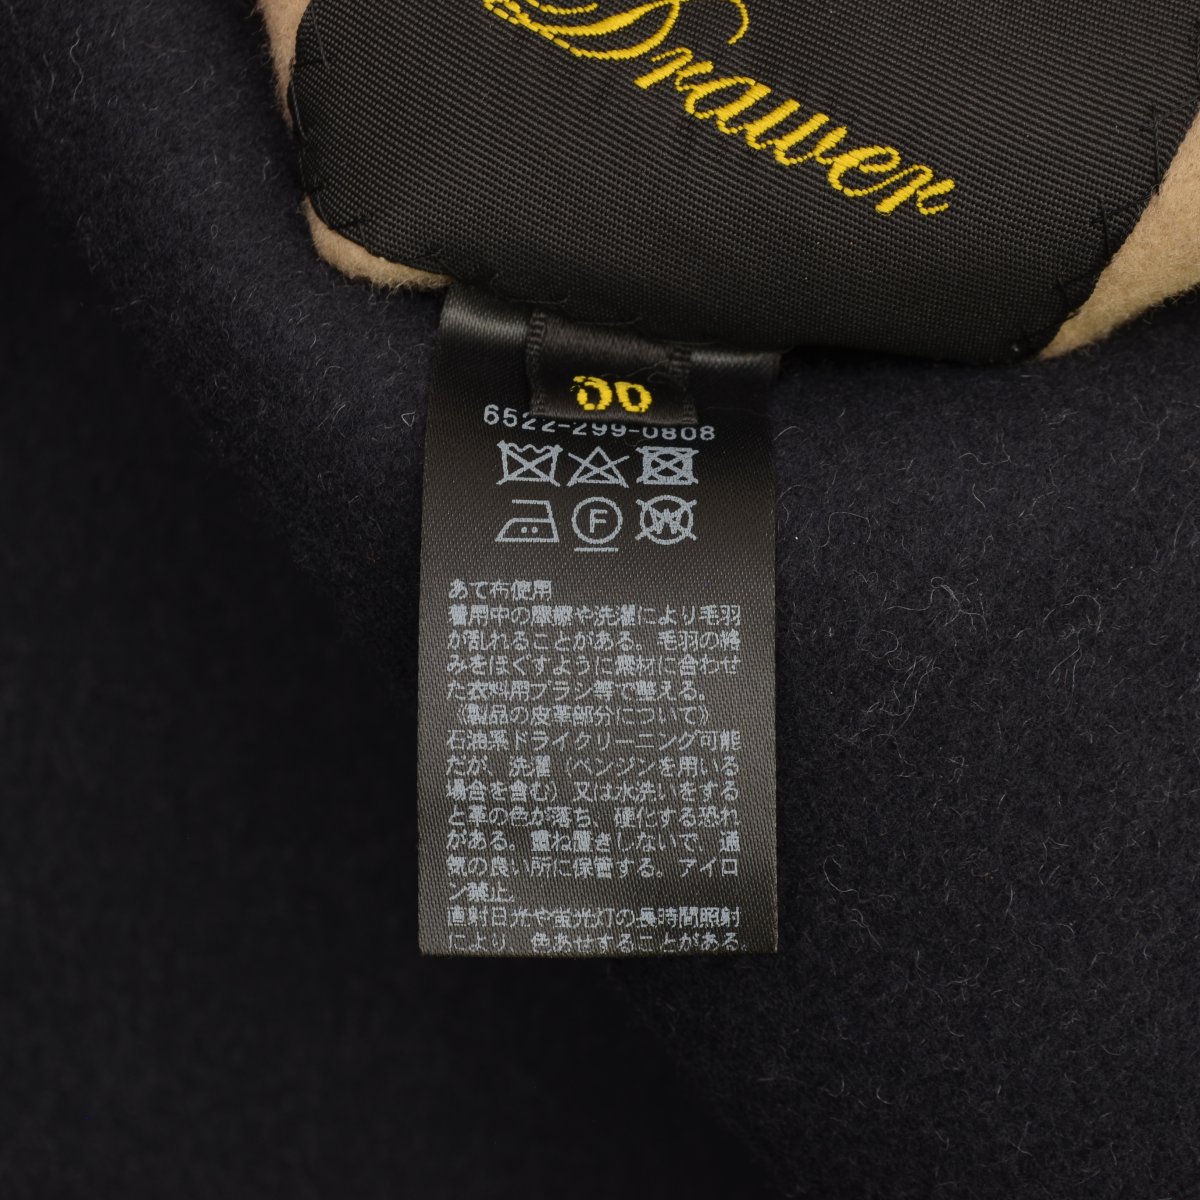 Drawer
00
6522-299-0808
F
W
あて布使用
着用中の摩擦や洗濯により毛羽
が乱れることがある。毛羽の絡
みをほぐすように素材に合わせ
た衣料用ブラシ等で整える。
《製品の皮革部分について》
石油系ドライクリーニング可能
だが、洗濯（ベンジンを用いる
場合を含む）又は水洗いをする
と革の色が落ち、硬化する恐れ
がある。重ね置きしないで、通
気の良い所に保管する。アイロ
ン禁止。
直射日光や蛍光灯の長時間照射
により、色あせすることがある。